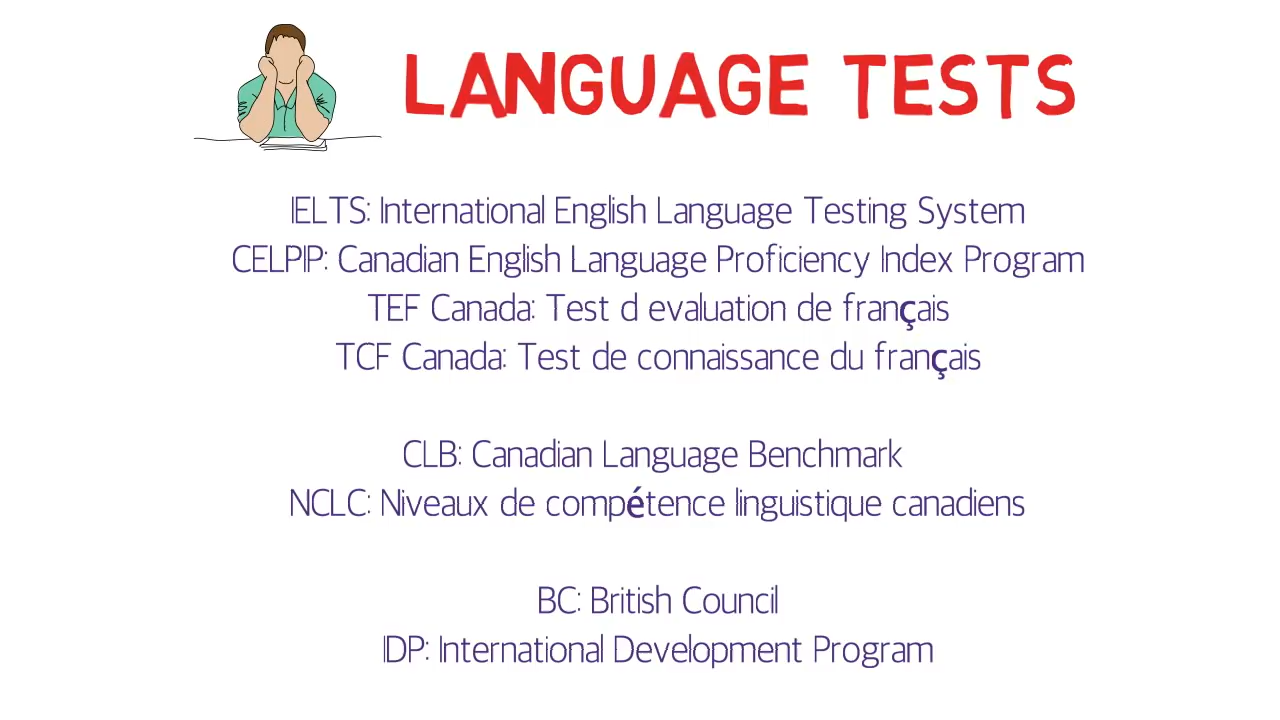 LANGUAGE TESTS
IELTS: International English Language Testing System
CELPIP: Canadian English Language Proficiency Index Program
TEF Canada: Test d evaluation de français
TCF Canada: Test de connaissance du français
CLB: Canadian Language Benchmark
NCLC: Niveaux de compétence linguistique canadiens
BC: British Council
IDP: International Development Program